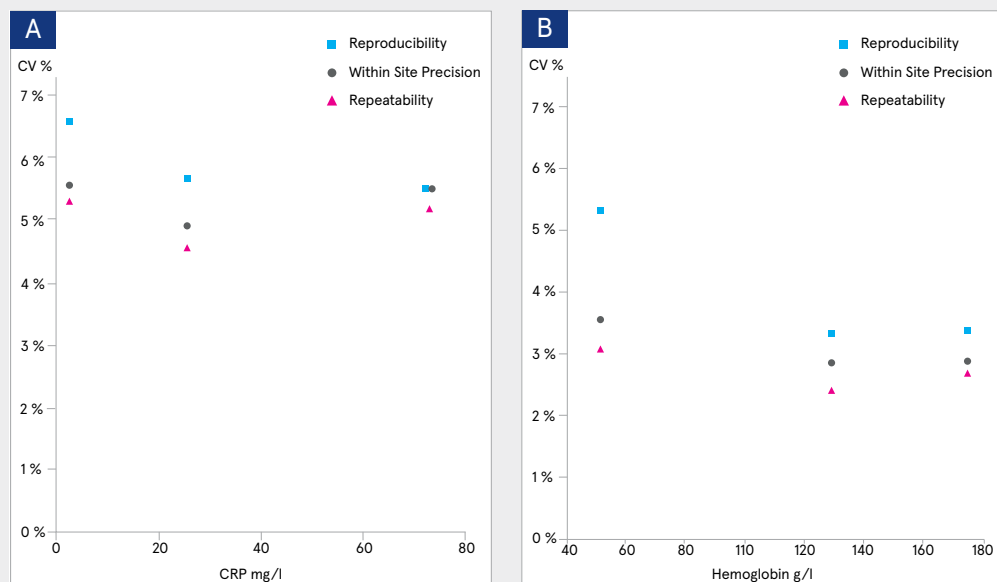 A
CV %
Reproducibility
Within Site Precision
Repeatability
7 %
6 %
5 %
4 %
3 %
2 %
1 %
0 %
0 20 40 60 80
CRP mg/l
B
CV %
Reproducibility
Within Site Precision
Repeatability
7 %
6 %
5 %
4 %
3 %
2 %
1 %
0 %
40 60 80 110 120 140 160 180
Hemoglobin g/l